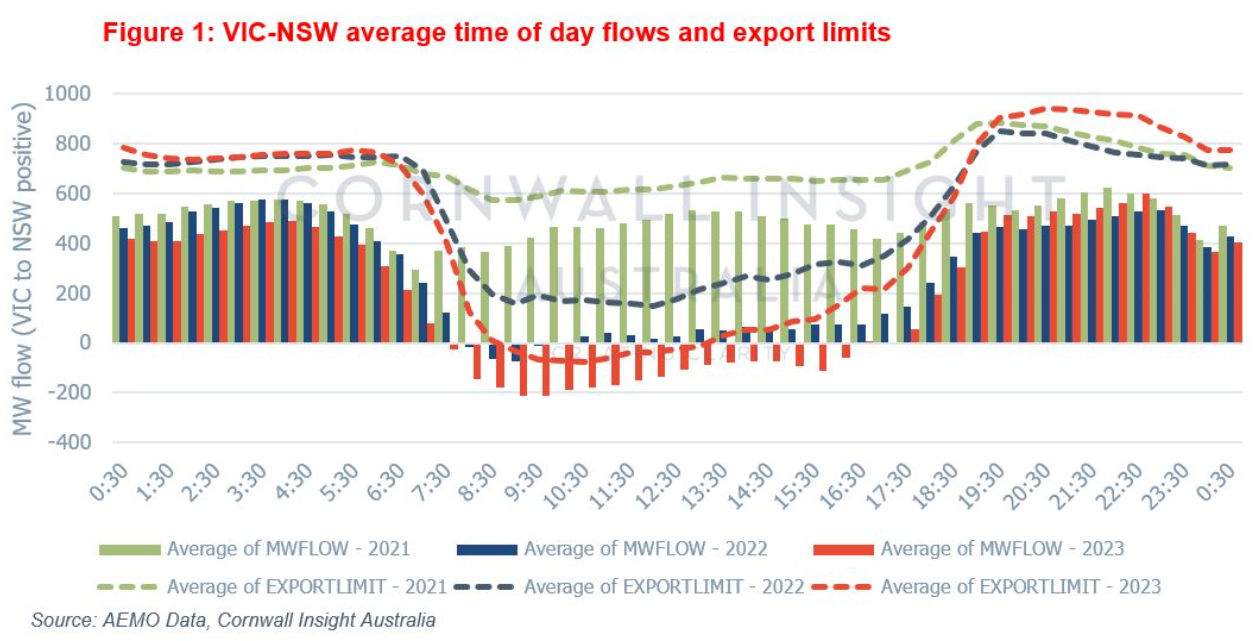 Figure 1: VIC-NSW average time of day flows and export limits
MW flow (VIC to NSW positive)
1000
800
600
400
200
0
-200
-400
CORNWALL INSIGHT
AUSTRALIA
CREATING CLARITY
0:30 1:30 2:30 3:30 4:30 5:30 6:30 7:30 8:30 9:30 10:30 11:30 12:30 13:30 14:30 15:30 16:30 17:30 18:30 19:30 20:30 21:30 22:30 23:30 0:30
Average of MWFLOW - 2021 Average of MWFLOW - 2022 Average of MWFLOW - 2023
Average of EXPORTLIMIT - 2021 Average of EXPORTLIMIT - 2022 Average of EXPORTLIMIT - 2023
Source: AEMO Data, Cornwall Insight Australia